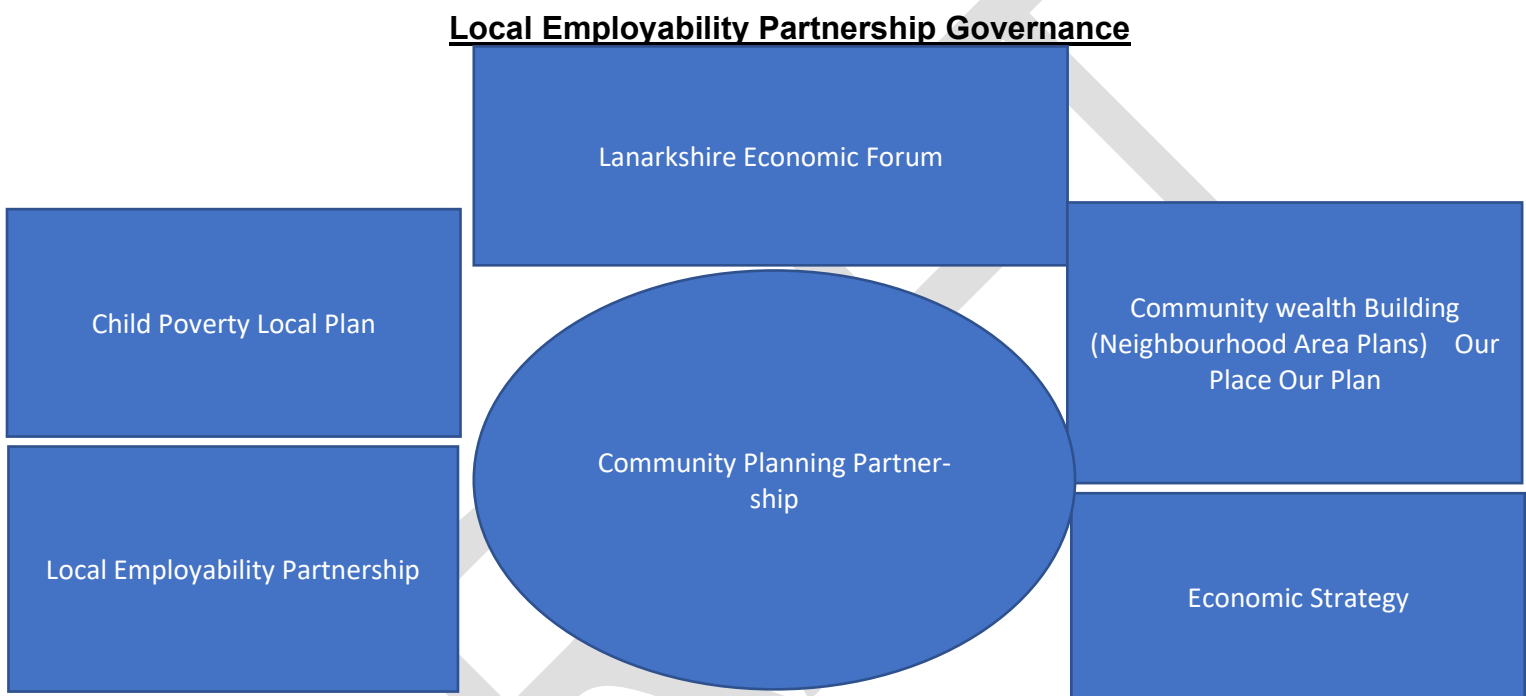 Local Employability Partnership Governance
Lanarkshire Economic Forum
Child Poverty Local Plan
Community wealth Building
(Neighbourhood Area Plans) Our
Place Our Plan
Community Planning Partner-
ship
Local Employability Partnership
Economic Strategy